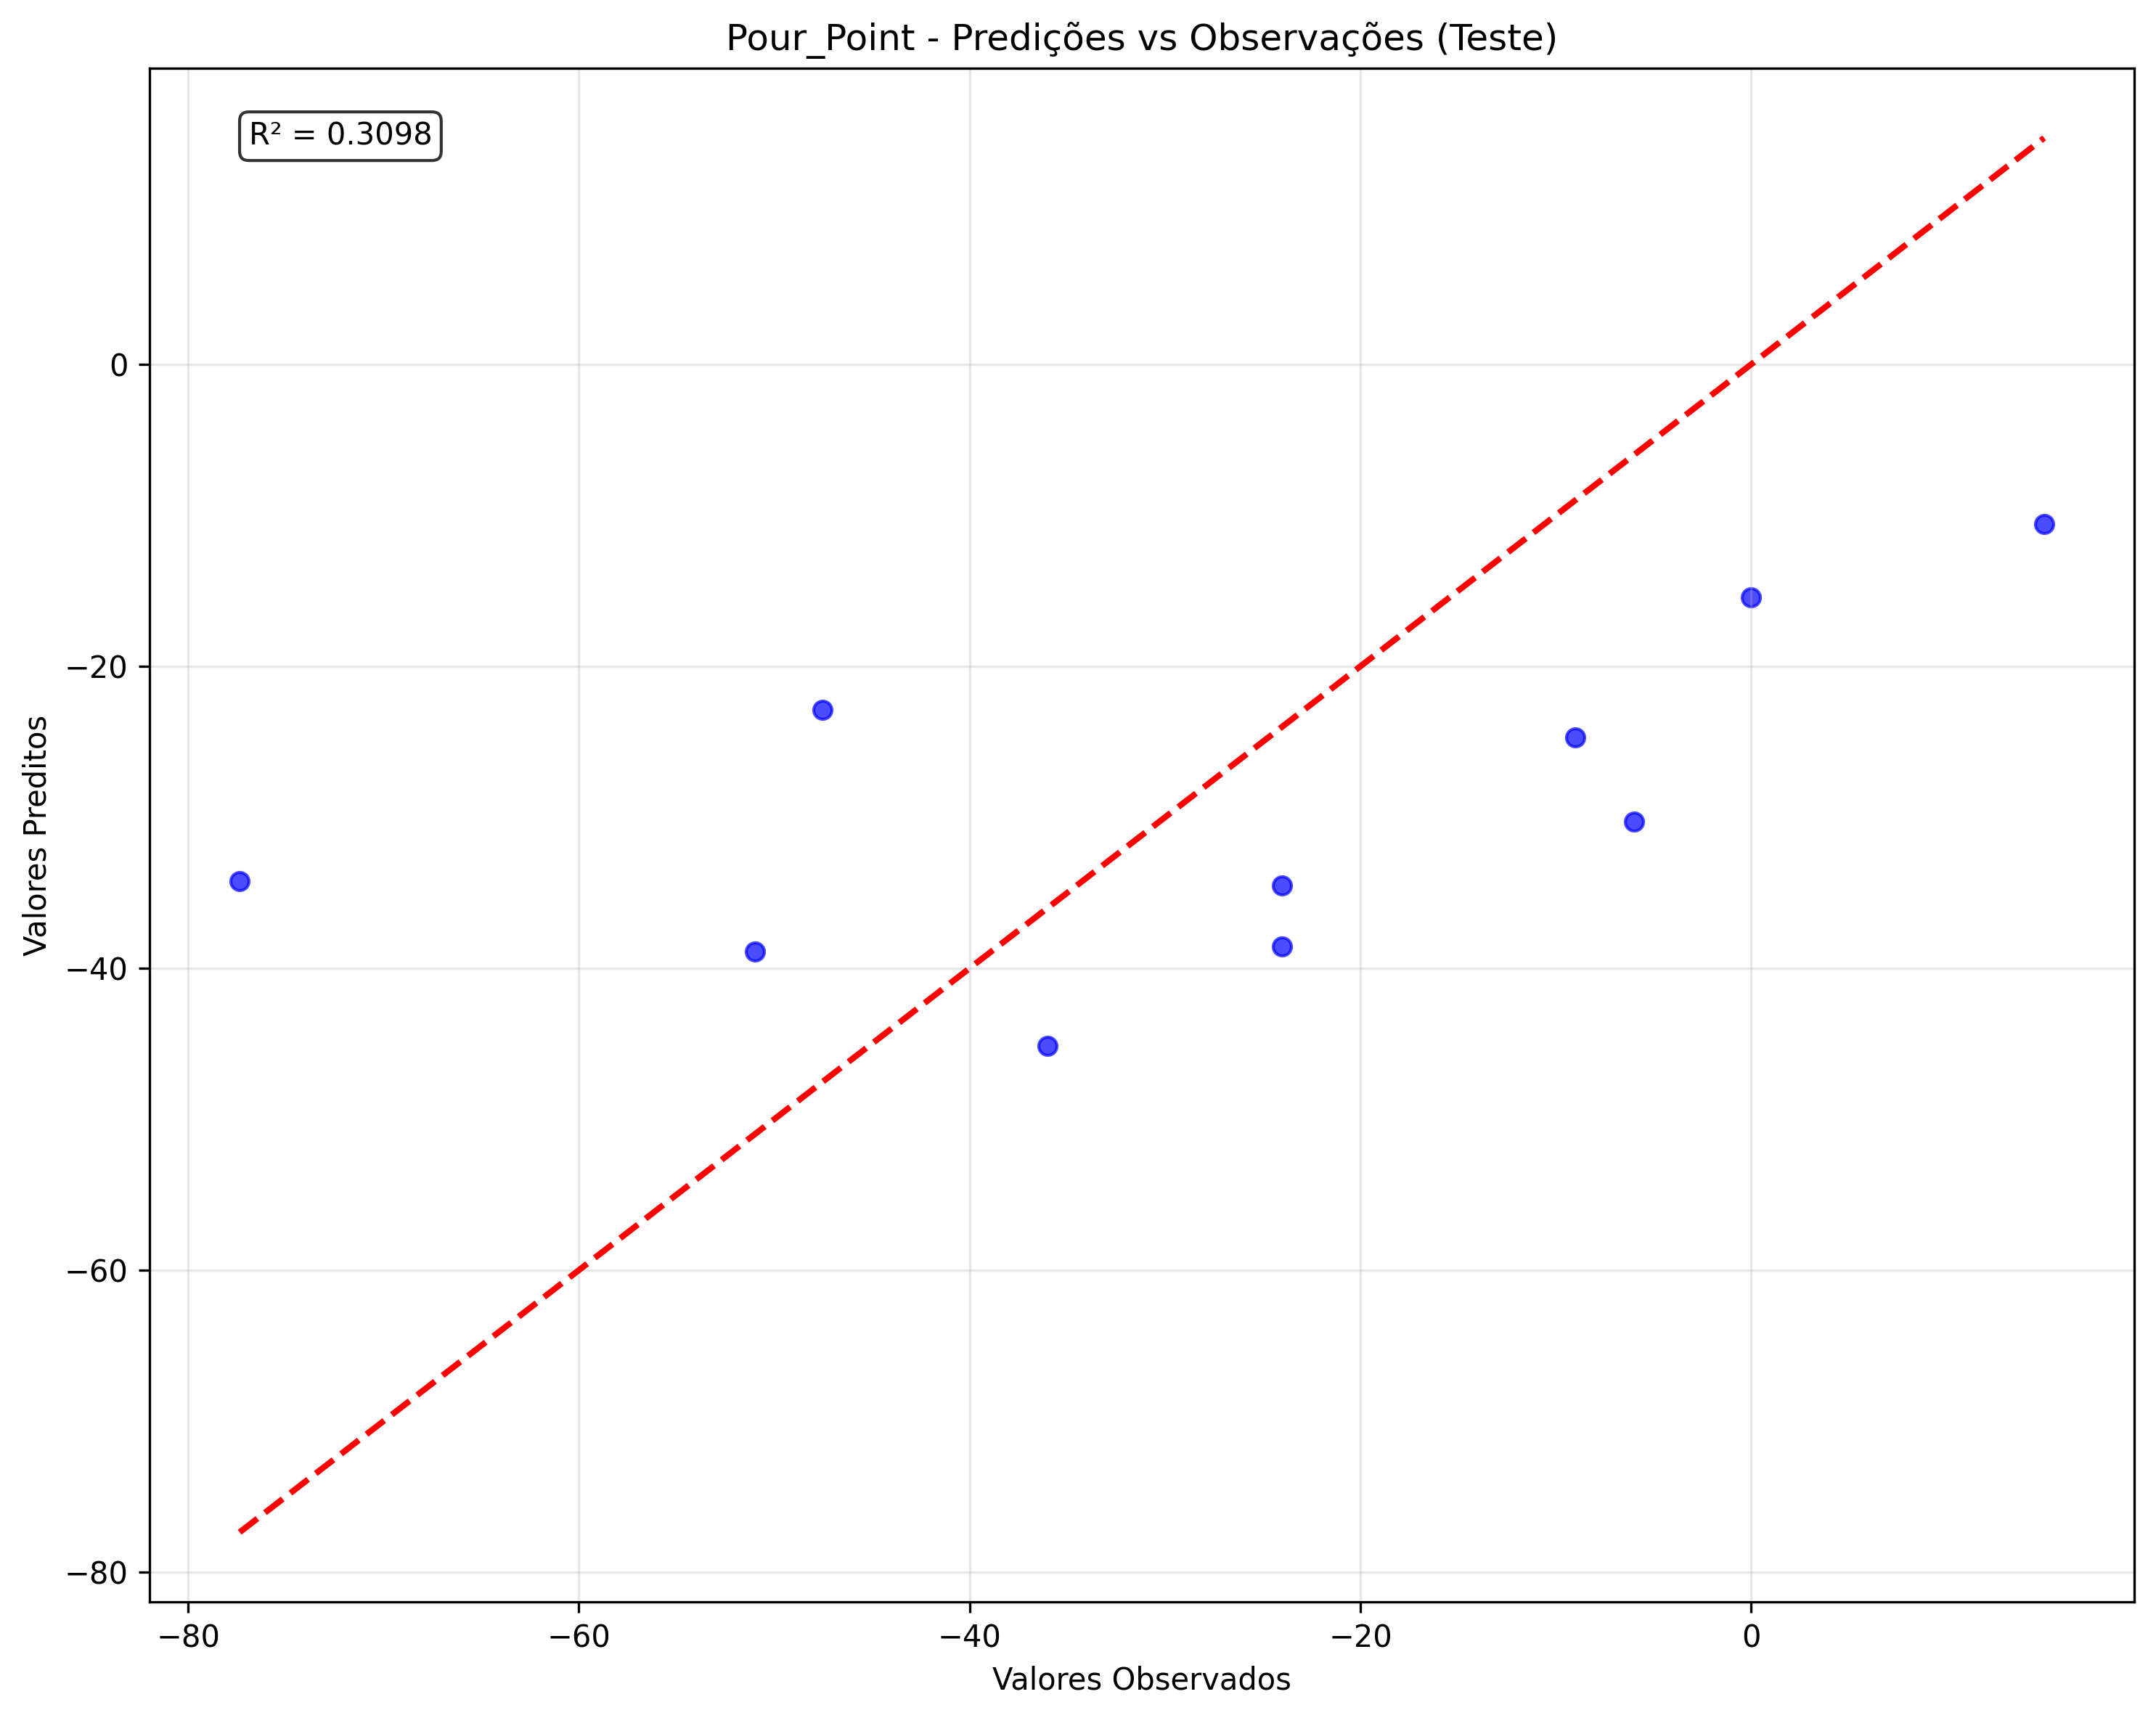 Pour_Point - Predições vs Observações (Teste)
R² = 0.3098
0
−20
−40
−60
−80
Valores Preditos
−80
−60
−40
−20
0
Valores Observados